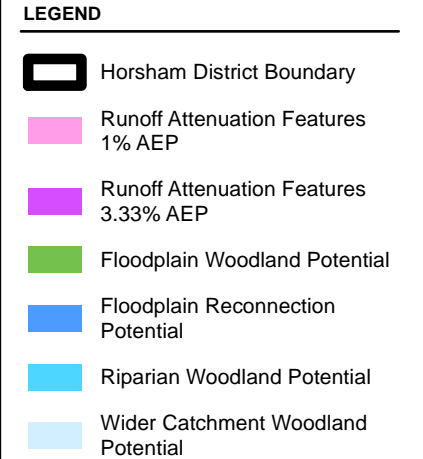 LEGEND
Horsham District Boundary
Runoff Attenuation Features
1% AEP
Runoff Attenuation Features
3.33% AEP
Floodplain Woodland Potential
Floodplain Reconnection
Potential
Riparian Woodland Potential
Wider Catchment Woodland
Potential